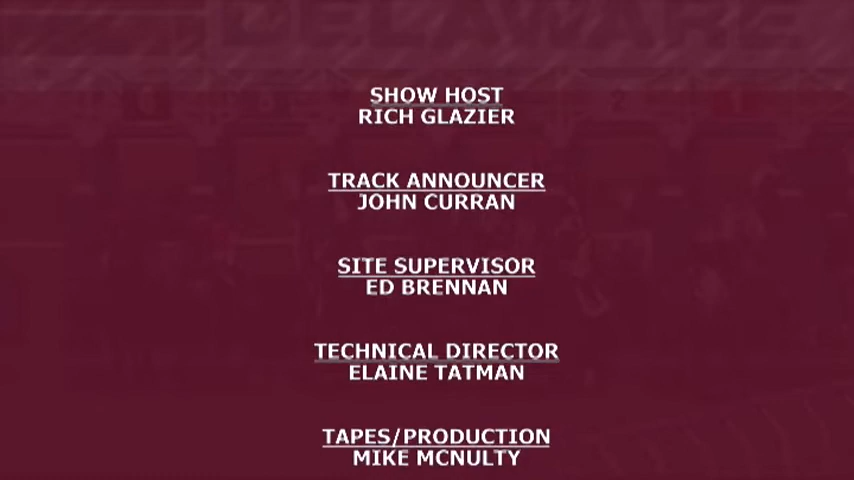 DELAWARE
SHOW HOST
RICH GLAZIER
TRACK ANNOUNCER
JOHN CURRAN
SITE SUPERVISOR
ED BRENNAN
TECHNICAL DIRECTOR
ELAINE TATMAN
TAPES/PRODUCTION
MIKE MCNULTY